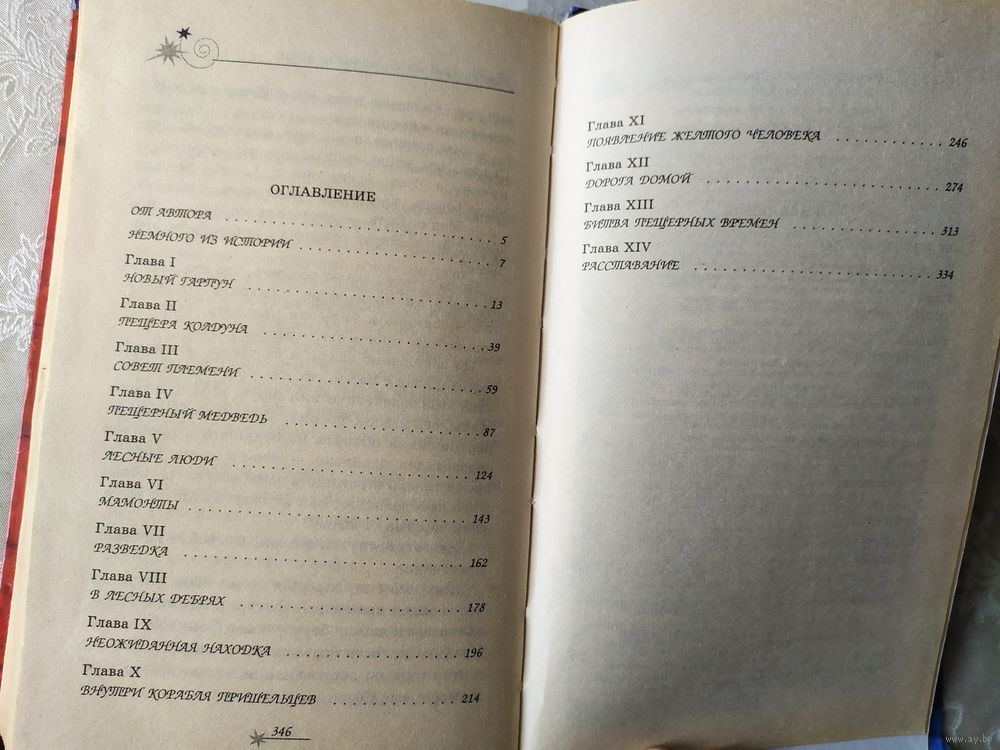 ОГЛАВЛЕНИЕ
ОТ АВТОРА . . . . . . . . . . . . . . . . . . . . . . . . . . 5
НЕМНОГО ИЗ ИСТОРИИ . . . . . . . . . . . . . . . . . . 7
Глава I
НОВЫЙ ГАРПУН . . . . . . . . . . . . . . . . . . . . . . . 13
Глава II
ПЕЩЕРА КОЛДУНА . . . . . . . . . . . . . . . . . . . . . 39
Глава III
СОВЕТ ПЛЕМЕНИ . . . . . . . . . . . . . . . . . . . . . . 59
Глава IV
ПЕЩЕРНЫЙ МЕДВЕДЬ . . . . . . . . . . . . . . . . . . . 87
Глава V
ЛЕСНЫЕ ЛЮДИ . . . . . . . . . . . . . . . . . . . . . . . 124
Глава VI
МАМОНТЫ . . . . . . . . . . . . . . . . . . . . . . . . . . 143
Глава VII
РАЗВЕДКА . . . . . . . . . . . . . . . . . . . . . . . . . . 162
Глава VIII
В ЛЕСНЫХ ДЕБРЯХ . . . . . . . . . . . . . . . . . . . . . 178
Глава IX
НЕОЖИДАННАЯ НАХОДКА . . . . . . . . . . . . . . . . 196
Глава X
ВНУТРИ КОРАБЛЯ ПРИШЕЛЬЦЕВ . . . . . . . . . . . . 214
346
Глава XI
ПОЯВЛЕНИЕ ЖЕЛТОГО ЧЕЛОВЕКА . . . . . . . . . . . 246
Глава XII
ДОРОГА ДОМОЙ . . . . . . . . . . . . . . . . . . . . . . . 274
Глава XIII
БИТВА ПЕЩЕРНЫХ ВРЕМЕН . . . . . . . . . . . . . . . 313
Глава XIV
РАССТАВАНИЕ . . . . . . . . . . . . . . . . . . . . . . . . 334
www.ay.by